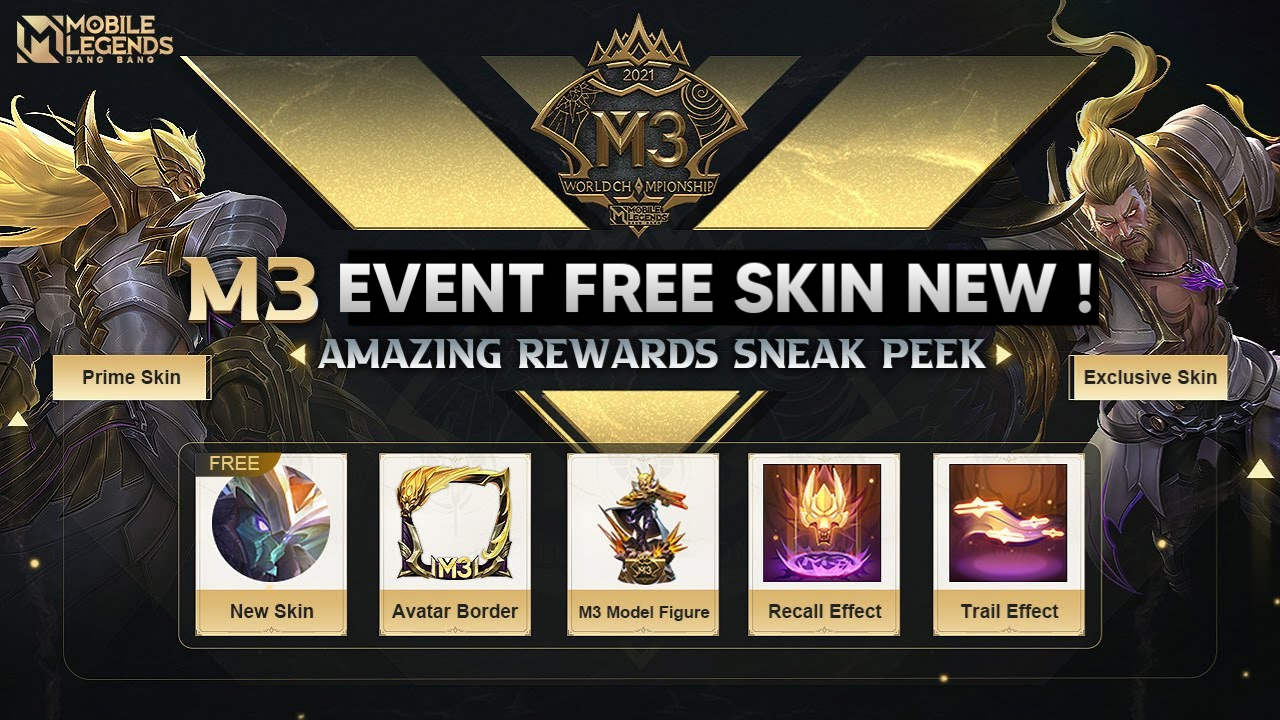 MOBILE
LEGENDS
BANG BANG
2021
M3
WORLD CHAMPIONSHIP
MOBILE
LEGENDS
M3 EVENT FREE SKIN NEW !
AMAZING REWARDS SNEAK PEEK
Prime Skin
Exclusive Skin
FREE
New Skin
M3
Avatar Border
M3
M3 Model Figure
Recall Effect
Trail Effect